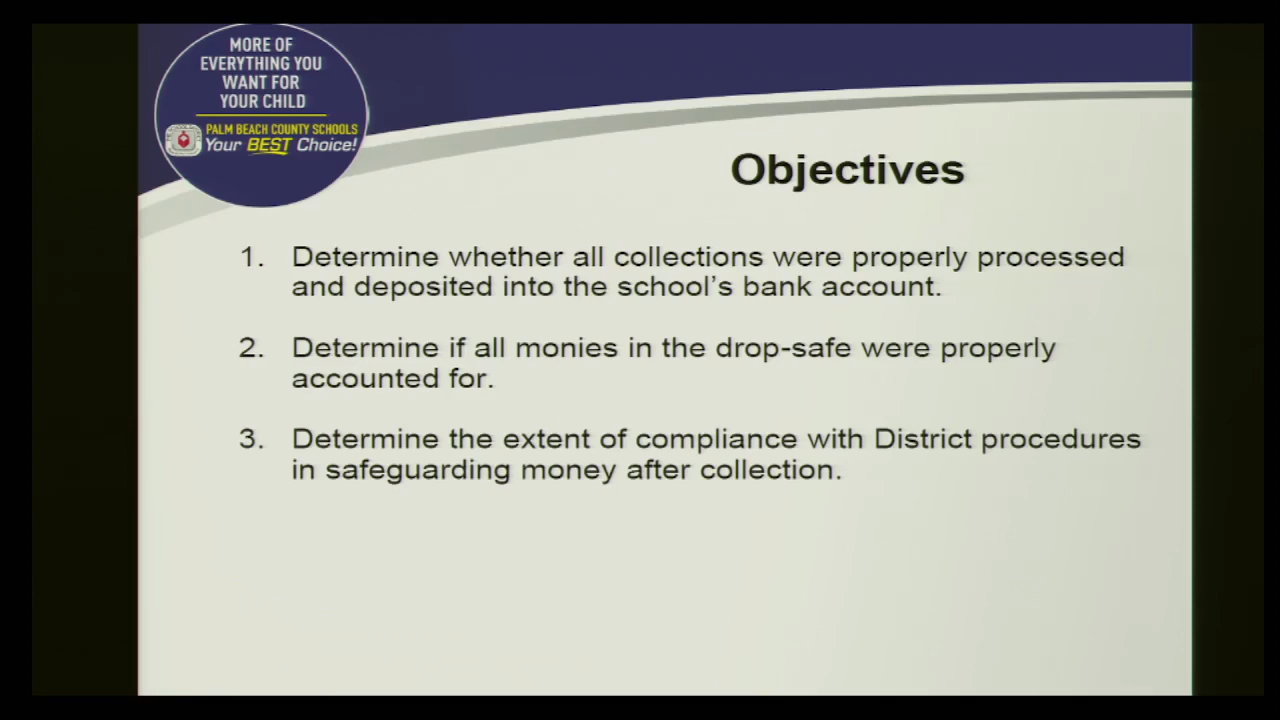 MORE OF
EVERYTHING YOU
WANT FOR
YOUR CHILD
PALM BEACH COUNTY SCHOOLS
Your BEST Choice!
Objectives
1. Determine whether all collections were properly processed
and deposited into the school's bank account.
2. Determine if all monies in the drop-safe were properly
accounted for.
3. Determine the extent of compliance with District procedures
in safeguarding money after collection.